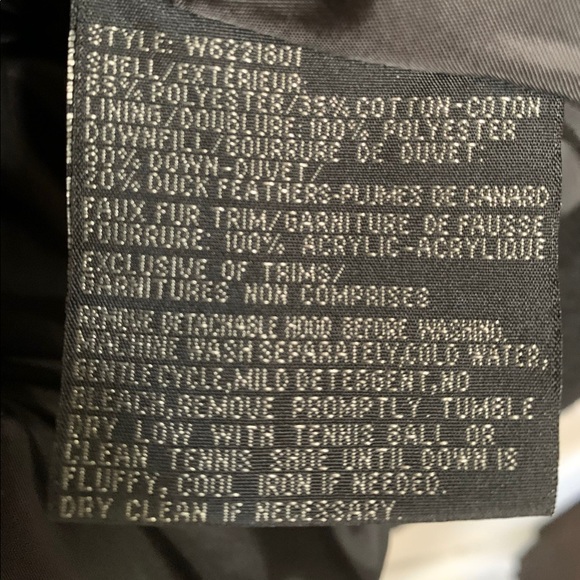 STYLE: W6221801
SHELL/EXTÉRIEUR
65% POLYESTER/35% COTTON-COTON
LINING/DOUBLURE:100% POLYESTER
DOWNFILL/BOURRURE DE DUVET:
80% DOWN-DUVET/
20% DUCK FEATHERS-PLUMES DE CANARD
FAUX FUR TRIM/GARNITURE DE FAUSSE
FOURRURE: 100% ACRYLIC-ACRYLIQUE
EXCLUSIVE OF TRIMS/
GARNITURES NON COMPRISES
REMOVE DETACHABLE HOOD BEFORE WASHING,
MACHINE WASH SEPARATELY,COLD WATER,
GENTLE CYCLE,MILD DETERGENT,NO
BLEACH,REMOVE PROMPTLY. TUMBLE
DRY LOW WITH TENNIS BALL OR
CLEAN TENNIS SHOE UNTIL DOWN IS
FLUFFY, COOL IRON IF NEEDED.
DRY CLEAN IF NECESSARY.